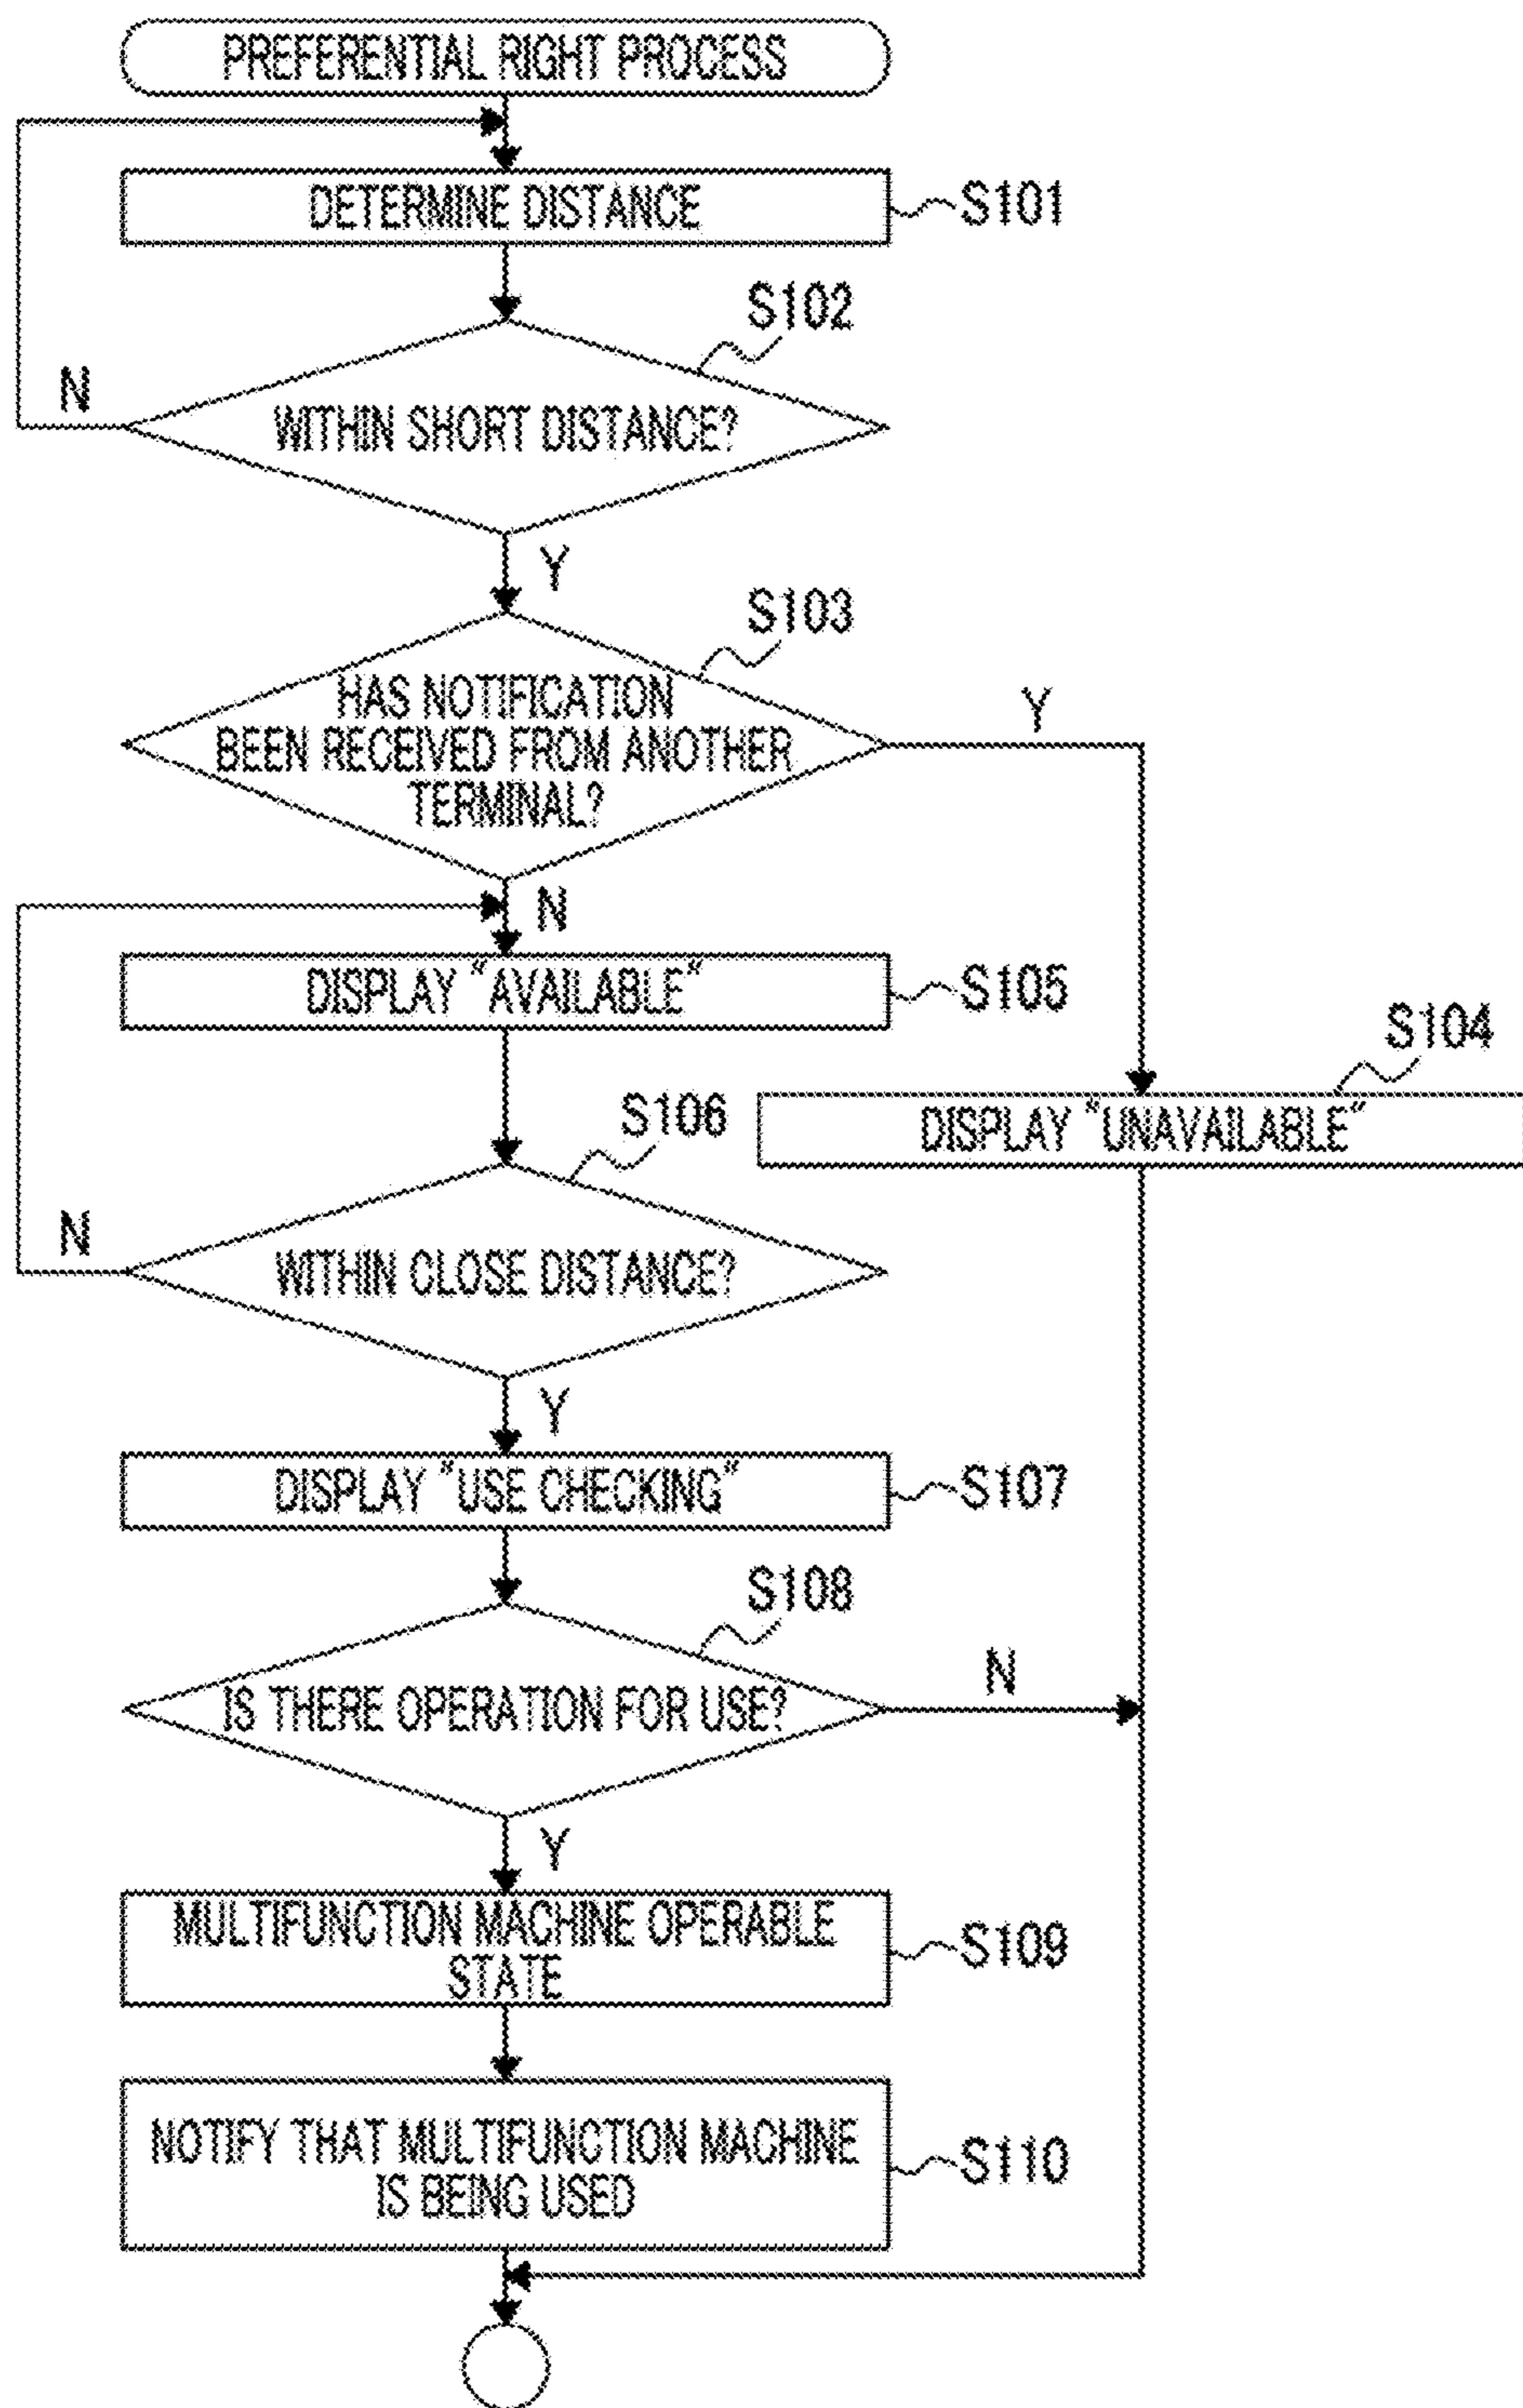 PREFERENTIAL RIGHT PROCESS
DETERMINE DISTANCE
S101
S102
N
WITHIN SHORT DISTANCE?
Y
S103
HAS NOTIFICATION
BEEN RECEIVED FROM ANOTHER
TERMINAL?
Y
N
DISPLAY "AVAILABLE"
S105
S104
DISPLAY "UNAVAILABLE"
S106
N
WITHIN CLOSE DISTANCE?
Y
DISPLAY "USE CHECKING"
S107
S108
IS THERE OPERATION FOR USE?
N
Y
MULTIFUNCTION MACHINE OPERABLE
STATE
S109
NOTIFY THAT MULTIFUNCTION MACHINE
IS BEING USED
S110